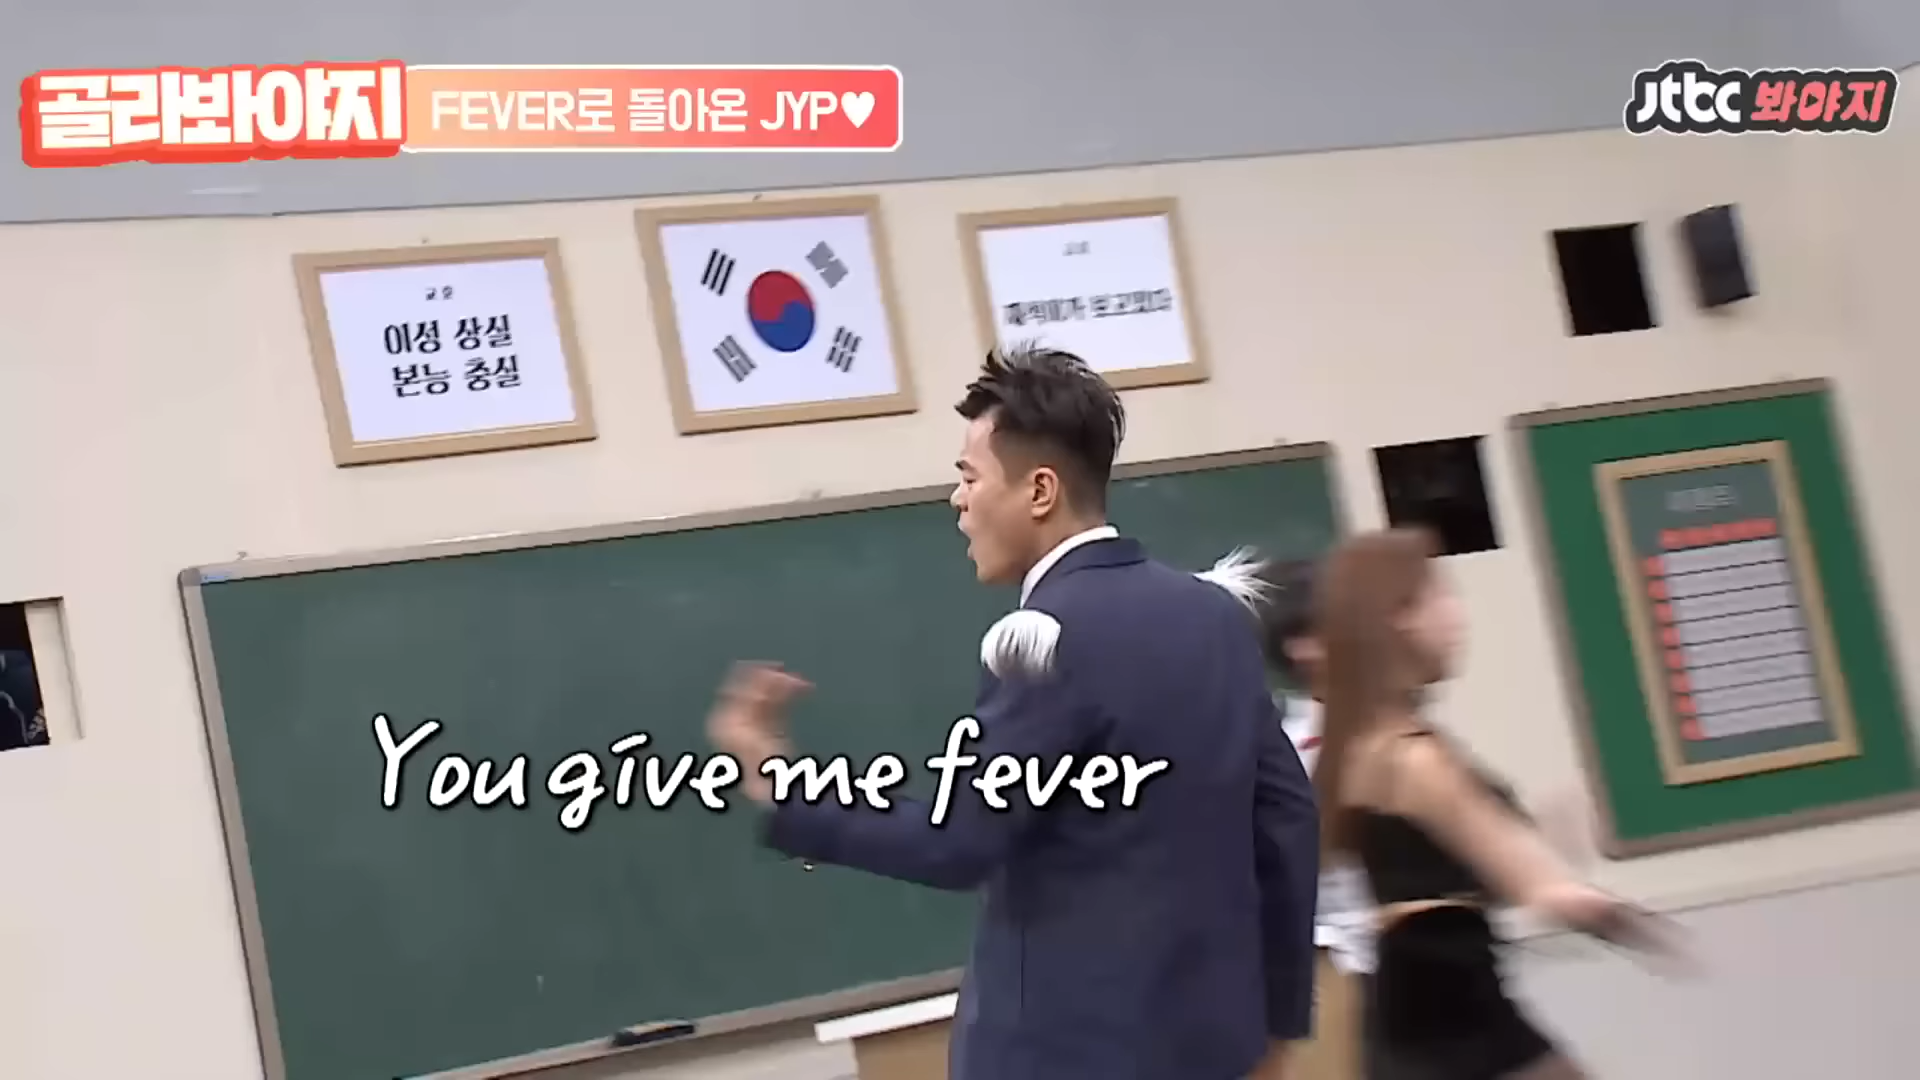 골라봐야지
FEVER로 돌아온 JYP♥
Jtbc 봐야지
교훈
이성 상실
본능 충실
You give me fever